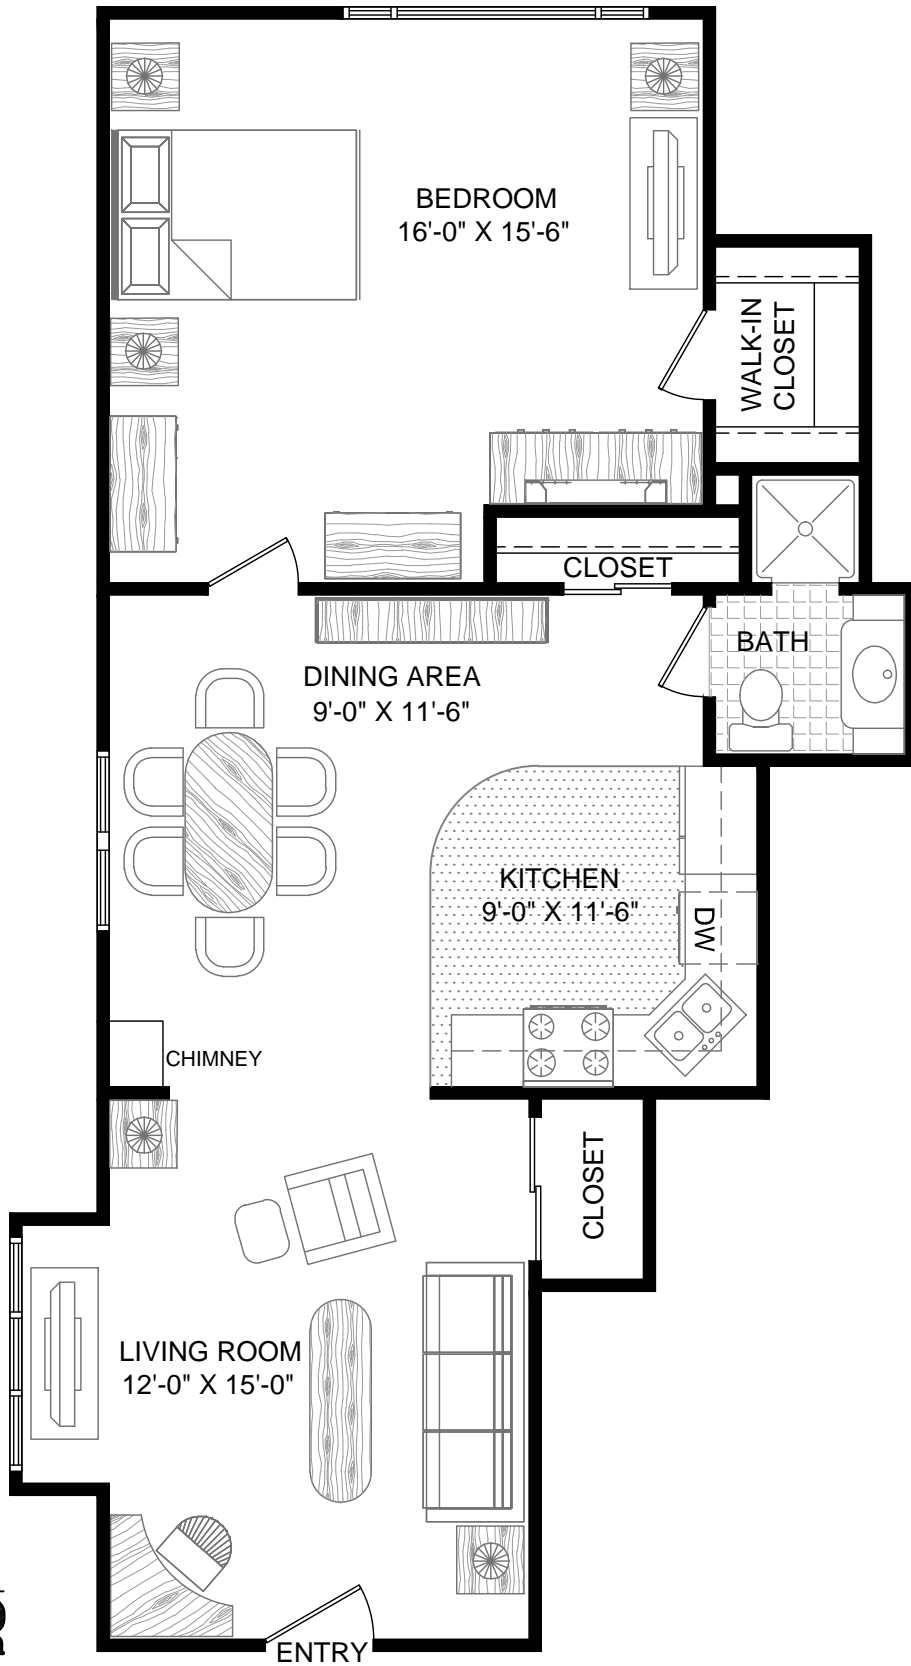 BEDROOM
16'-0" X 15'-6"
WALK-IN
CLOSET
CLOSET
BATH
DINING AREA
9'-0" X 11'-6"
KITCHEN
9'-0" X 11'-6"
DW
CHIMNEY
CLOSET
LIVING ROOM
12'-0" X 15'-0"
ENTRY